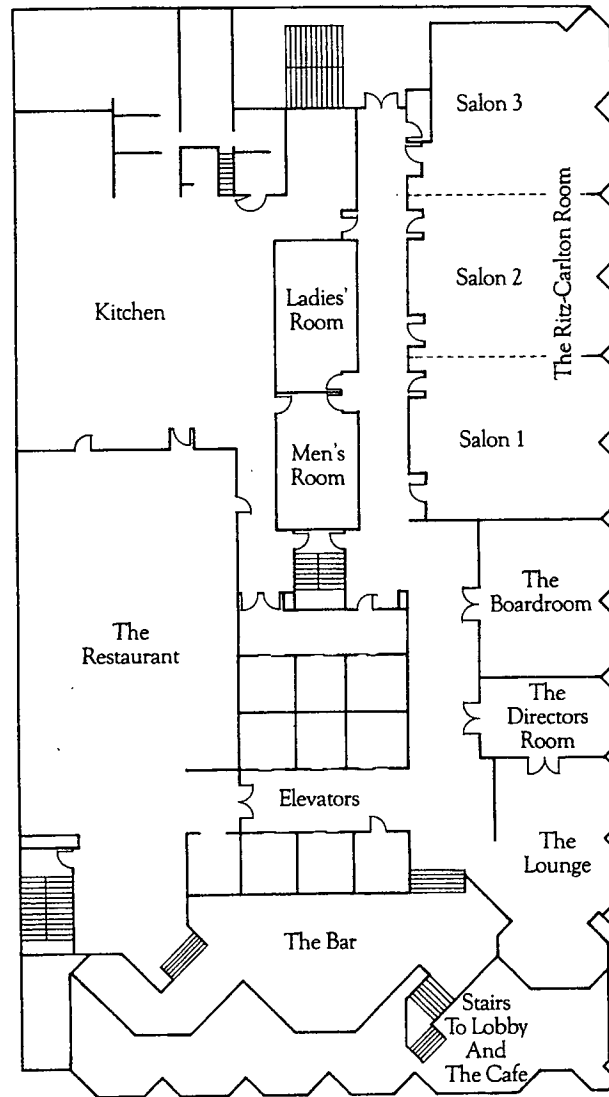 Salon 3
The Ritz-Carlton Room
Salon 2
Ladies'
Room
Kitchen
Salon 1
Men's
Room
The
Boardroom
The
Restaurant
The
Directors
Room
Elevators
The
Lounge
The Bar
Stairs
To Lobby
And
The Cafe